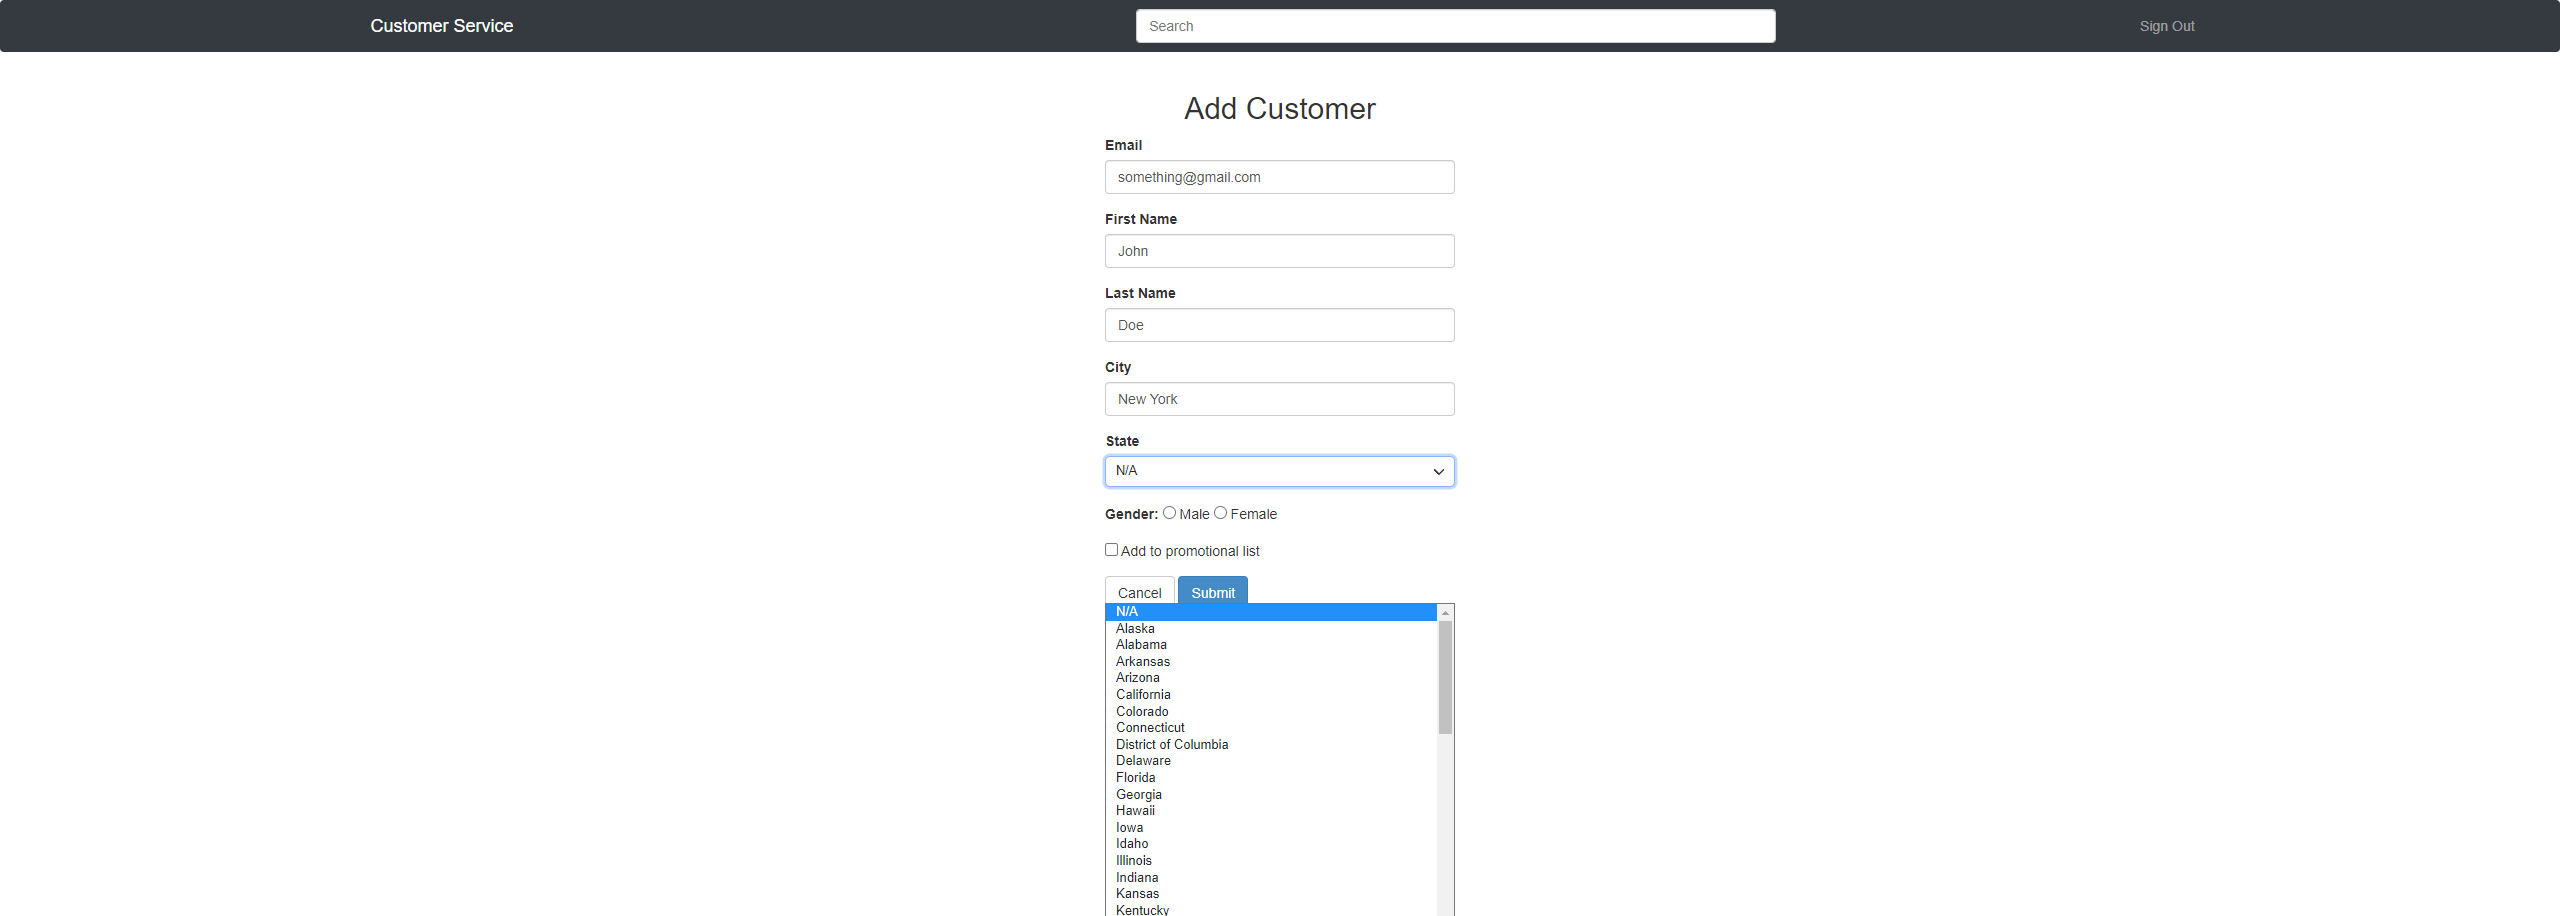 Customer Service
Search
Sign Out
Add Customer
Email
something@gmail.com
First Name
John
Last Name
Doe
City
New York
State
N/A
Gender: Male Female
Add to promotional list
Cancel Submit
N/A
Alaska
Alabama
Arkansas
Arizona
California
Colorado
Connecticut
District of Columbia
Delaware
Florida
Georgia
Hawaii
Iowa
Idaho
Illinois
Indiana
Kansas
Kentucky